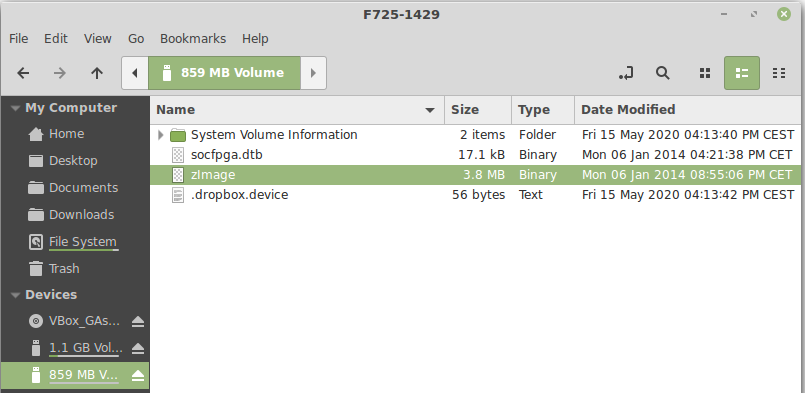 F725-1429
File Edit View Go Bookmarks Help
859 MB Volume
My Computer
Home
Desktop
Documents
Downloads
File System
Trash
Devices
VBox_GAs...
1.1 GB Vol...
859 MB V...
Name Size Type Date Modified
System Volume Information 2 items Folder Fri 15 May 2020 04:13:40 PM CEST
socfpga.dtb 17.1 kB Binary Mon 06 Jan 2014 04:21:38 PM CET
zImage 3.8 MB Binary Mon 06 Jan 2014 08:55:06 PM CET
.dropbox.device 56 bytes Text Fri 15 May 2020 04:13:42 PM CEST